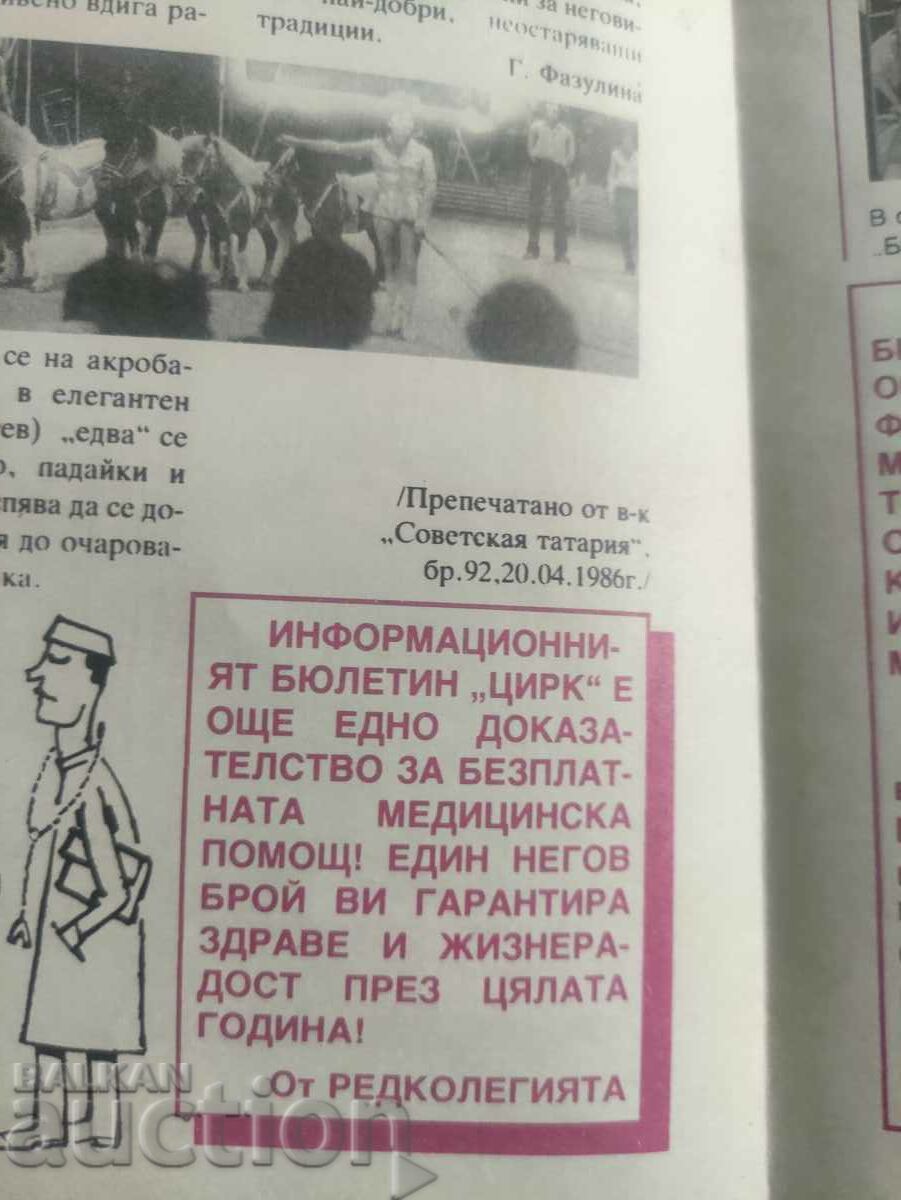 вдига ра-
най-добри,
традиции.
за негови-
неостаряващи
Г. Фазулина
се на акроба-
в елегантен
ев) „едва“ се
о, падайки и
пява да се до-
я до очарова-
ка.
/Препечатано от в-к
„Советская татария“,
бр.92,20.04.1986г./
ИНФОРМАЦИОННИ-
ЯТ БЮЛЕТИН „ЦИРК“ Е
ОЩЕ ЕДНО ДОКАЗА-
ТЕЛСТВО ЗА БЕЗПЛАТ-
НАТА МЕДИЦИНСКА
ПОМОЩ! ЕДИН НЕГОВ
БРОЙ ВИ ГАРАНТИРА
ЗДРАВЕ И ЖИЗНЕРА-
ДОСТ ПРЕЗ ЦЯЛАТА
ГОДИНА!
От РЕДКОЛЕГИЯТА
В
„Б
BALKAN
auction